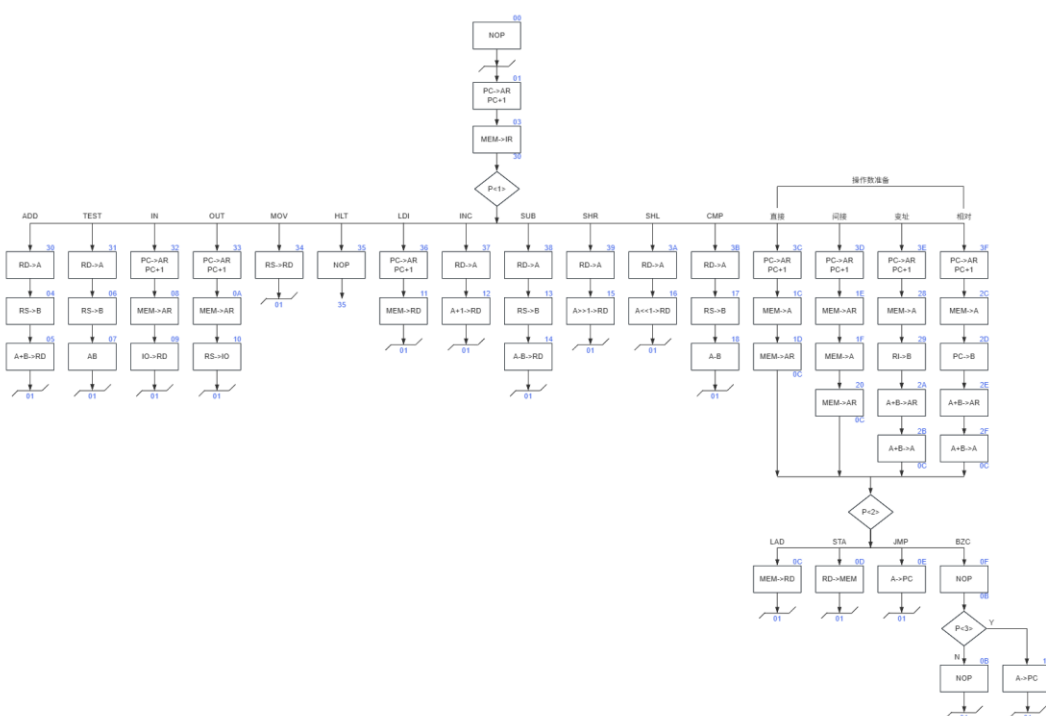 00
NOP
01
PC->AR
PC+1
03
MEM->IR
30
P<1>
操作数准备
ADD TEST IN OUT MOV HLT LDI INC SUB SHR SHL CMP 直接 间接 变址 相对
30 31 32 33 34 35 36 37 38 39 3A 3B 3C 3D 3E 3F
RD->A RD->A PC->AR PC+1 PC->AR PC+1 RS->RD NOP PC->AR PC+1 RD->A RD->A RD->A RD->A RD->A PC->AR PC+1 PC->AR PC+1 PC->AR PC+1 PC->AR PC+1
04 06 08 0A 01 35 11 12 13 15 16 17 1C 1E 28 2C
RS->B RS->B MEM->AR MEM->AR MEM->RD A+1->RD RS->B A>>1->RD A<<1->RD RS->B MEM->A MEM->AR MEM->A MEM->A
05 07 09 10 01 01 14 01 01 18 1D 1F 29 2D
A+B->RD AB IO->RD RS->IO A-B->RD A-B MEM->AR MEM->A RI->B PC->B
01 01 01 01 01 01 0C 20 2A 2E
MEM->AR A+B->AR A+B->AR
0C 2B 2F
A+B->A A+B->A
0C 0C
P<2>
LAD STA JMP BZC
0C 0D 0E 0F
MEM->RD RD->MEM A->PC NOP
01 01 01 0B
P<3> Y
N 0B
NOP A->PC